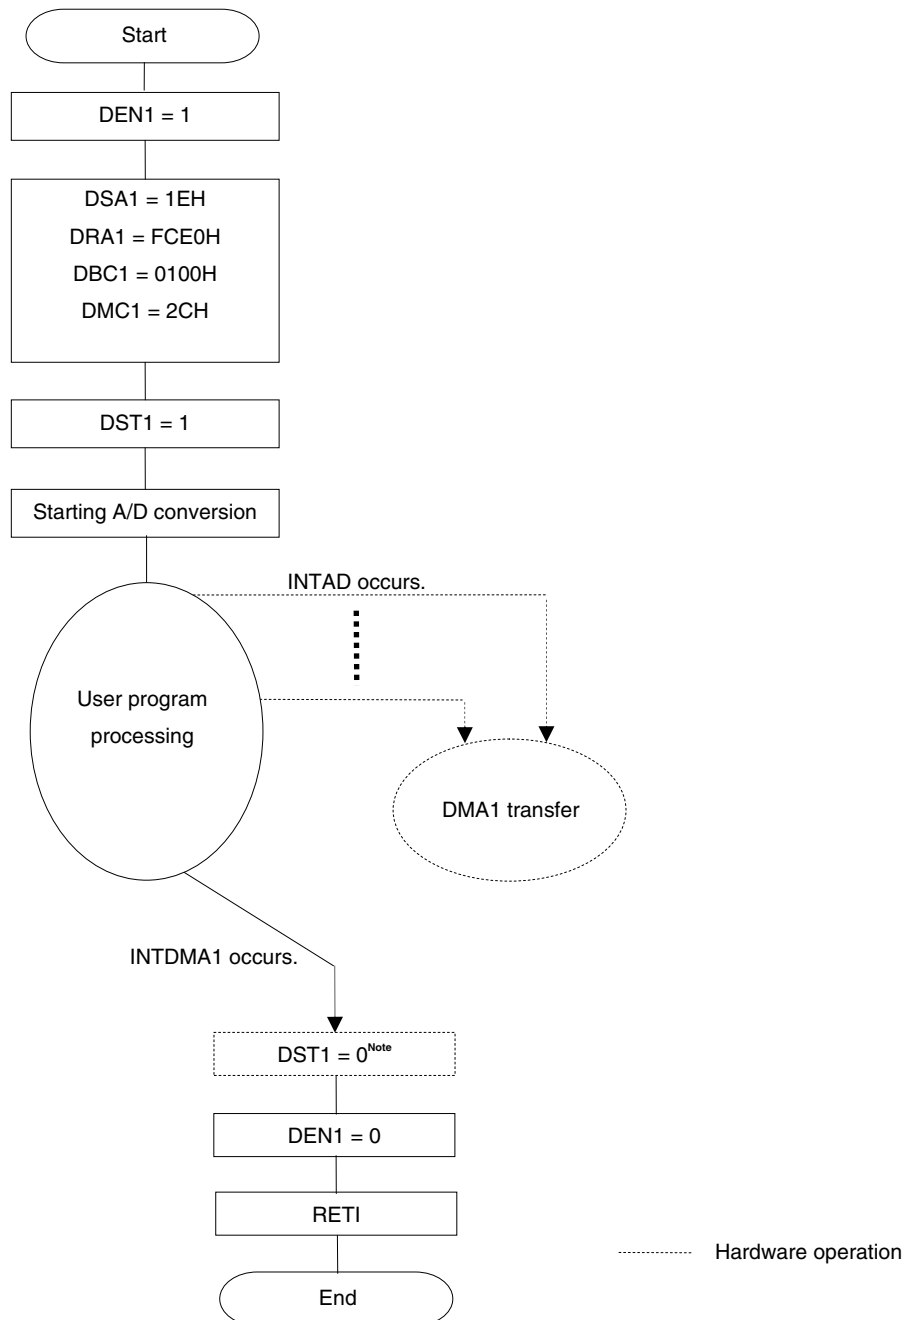 Start
DEN1 = 1
DSA1 = 1EH
DRA1 = FCE0H
DBC1 = 0100H
DMC1 = 2CH
DST1 = 1
Starting A/D conversion
INTAD occurs.
User program
processing
DMA1 transfer
INTDMA1 occurs.
DST1 = 0Note
DEN1 = 0
RETI
Hardware operation
End